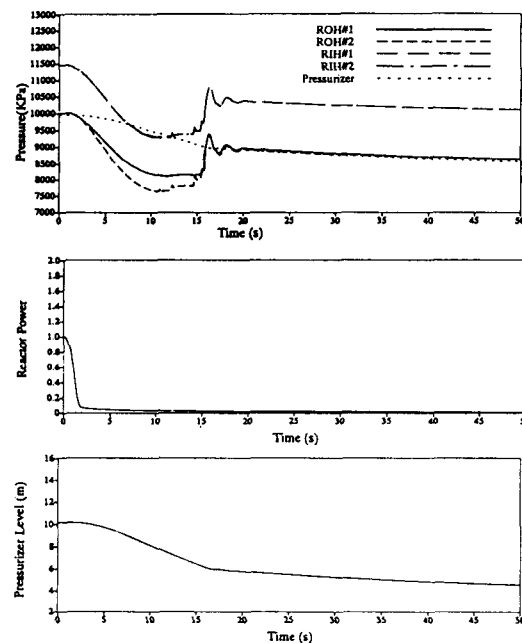 ROH#1
ROH#2
RIH#1
RIH#2
Pressurizer
Pressure(KPa)
13000
12500
12000
11500
11000
10500
10000
9500
9000
8500
8000
7500
7000
0 5 10 15 20 25 30 35 40 45 50
Time (s)
Reactor Power
2.0
1.8
1.6
1.4
1.2
1.0
0.8
0.6
0.4
0.2
0
0 5 10 15 20 25 30 35 40 45 50
Time (s)
Pressurizer Level (m)
16
14
12
10
8
6
4
2
0 5 10 15 20 25 30 35 40 45 50
Time (s)